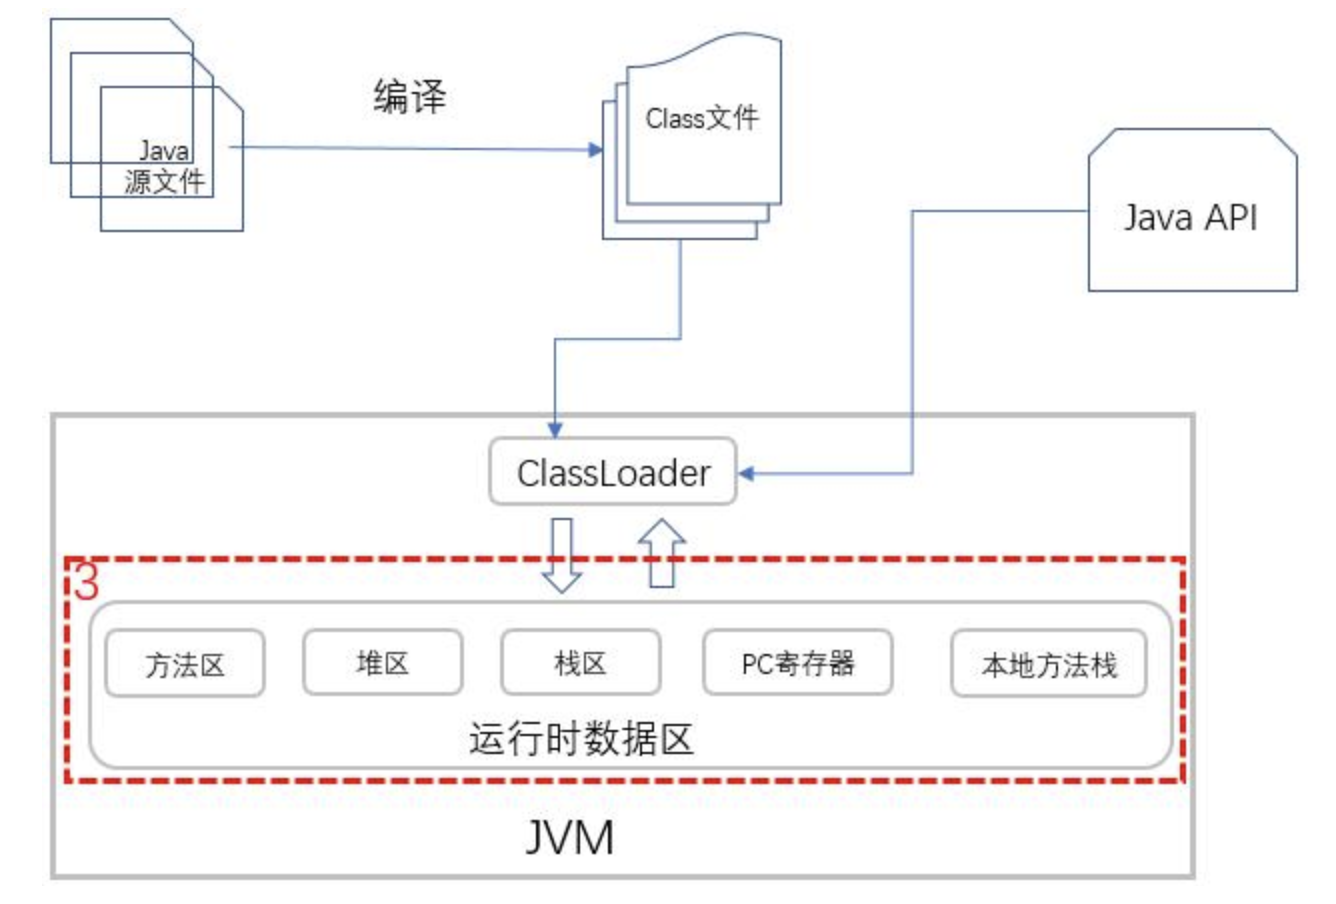 编译
Java
源文件
Class文件
Java API
ClassLoader
3
方法区
堆区
栈区
PC寄存器
本地方法栈
运行时数据区
JVM